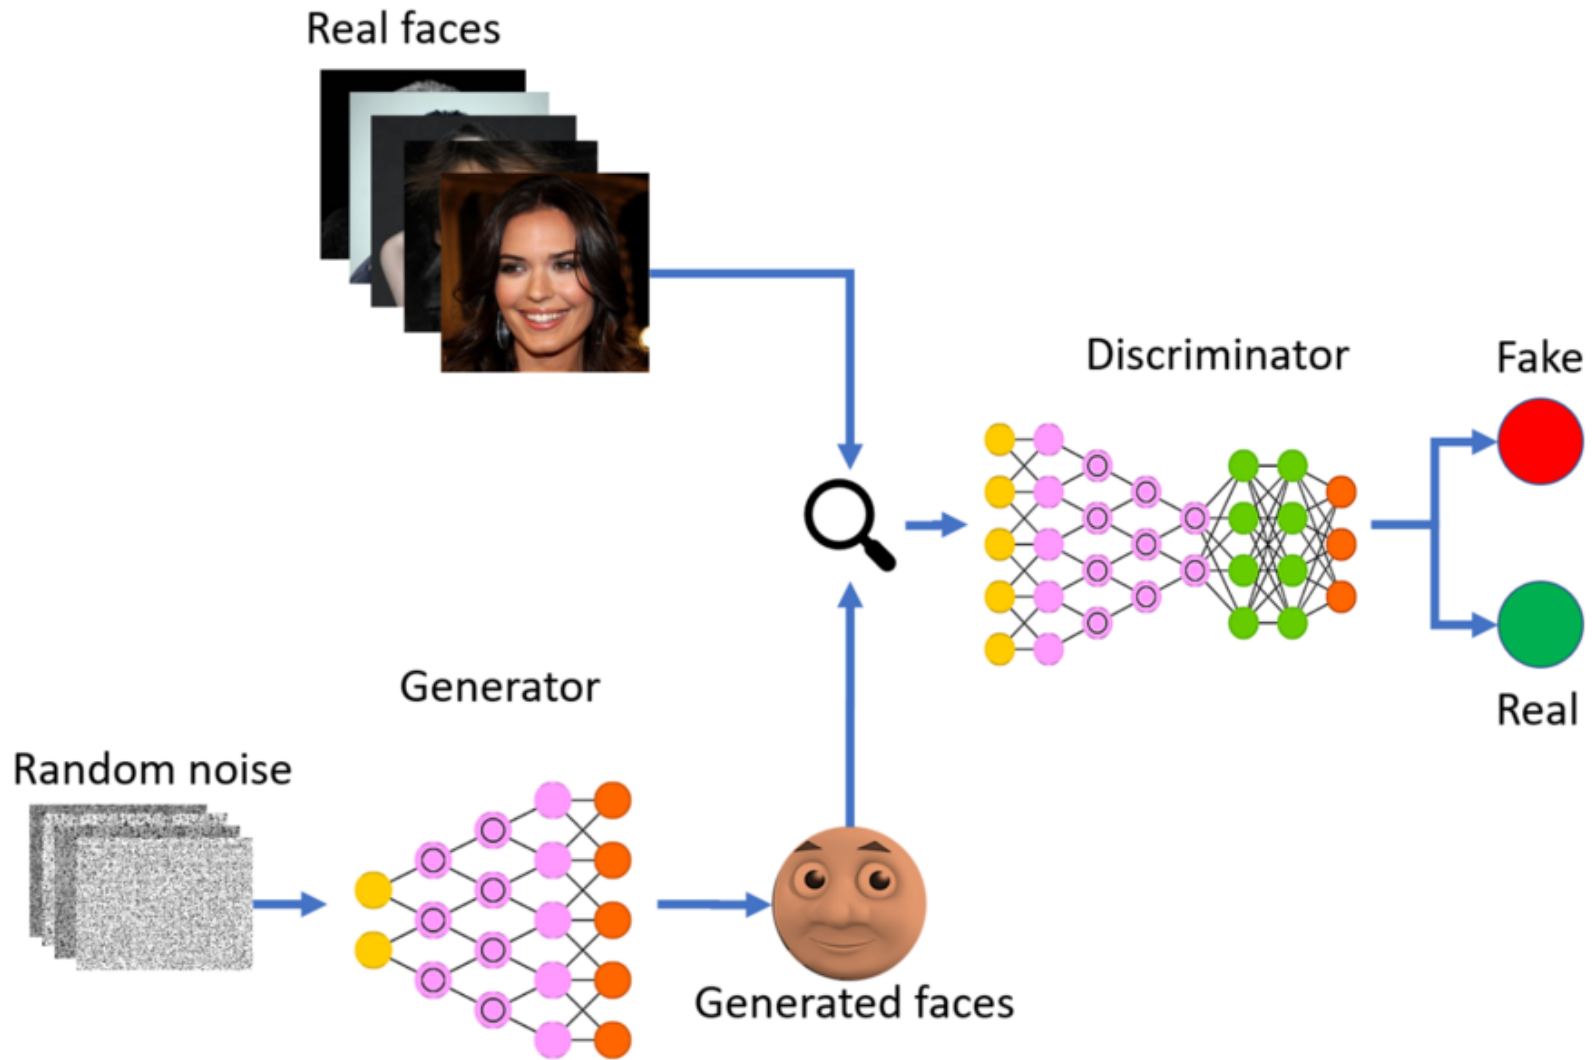 Real faces
Discriminator
Fake
Real
Generator
Random noise
Generated faces